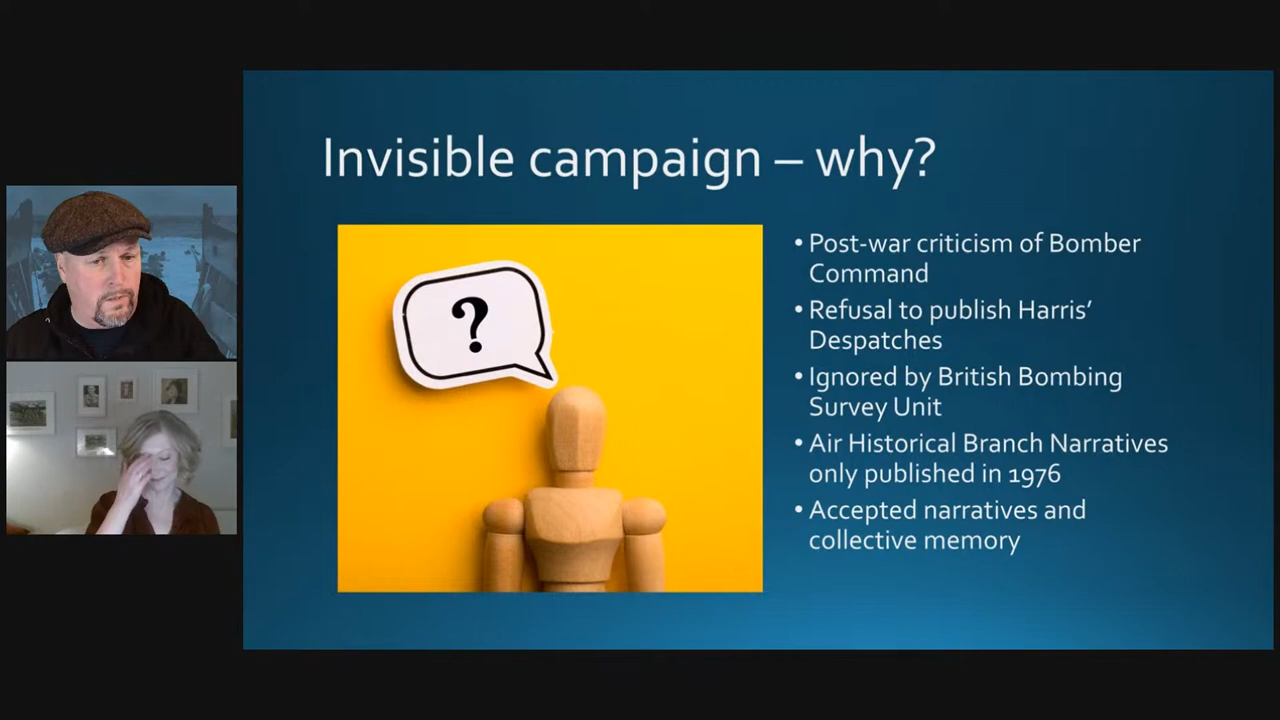 Invisible campaign – why?
?
• Post-war criticism of Bomber
Command
• Refusal to publish Harris’
Despatches
• Ignored by British Bombing
Survey Unit
• Air Historical Branch Narratives
only published in 1976
• Accepted narratives and
collective memory